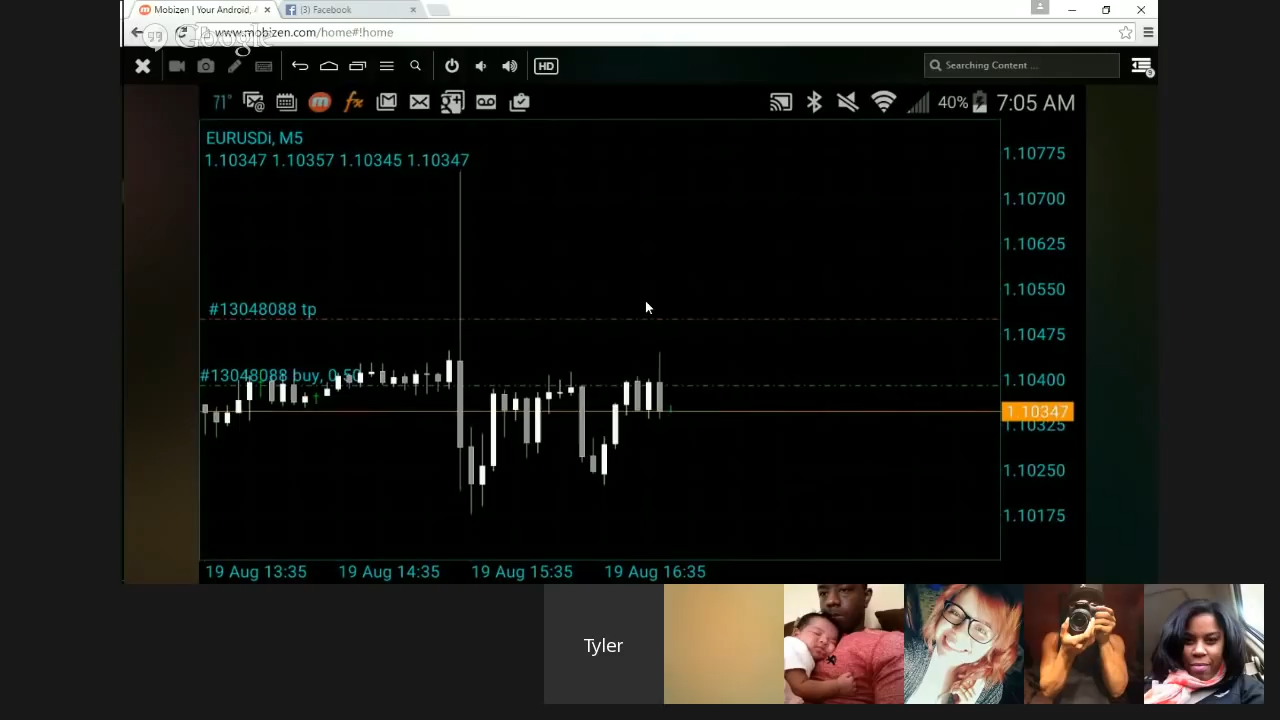 Mobizen | Your Android, A
(3) Facebook
www.mobizen.com/home#!home
Google
HD
Searching Content ...
71°
40%
7:05 AM
EURUSDi, M5
1.10347 1.10357 1.10345 1.10347
#13048088 tp
#13048088 buy, 0.50
1.10775
1.10700
1.10625
1.10550
1.10475
1.10400
1.10347
1.10325
1.10250
1.10175
19 Aug 13:35
19 Aug 14:35
19 Aug 15:35
19 Aug 16:35
Tyler